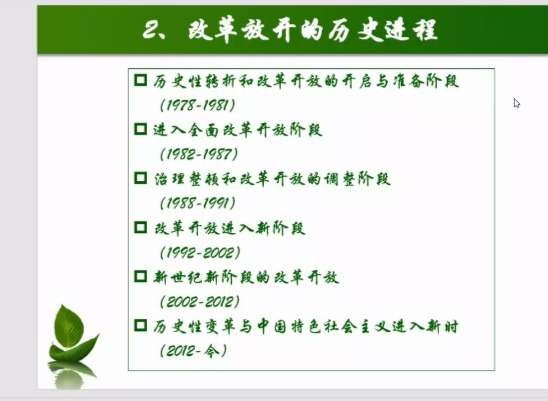 2、改革放开的历史进程
历史性转折和改革开放的开启与准备阶段
（1978-1981）
进入全面改革开放阶段
（1982-1987）
治理整顿和改革开放的调整阶段
（1988-1991）
改革开放进入新阶段
（1992-2002）
新世纪新阶段的改革开放
（2002-2012）
历史性变革与中国特色社会主义进入新时
（2012-今）